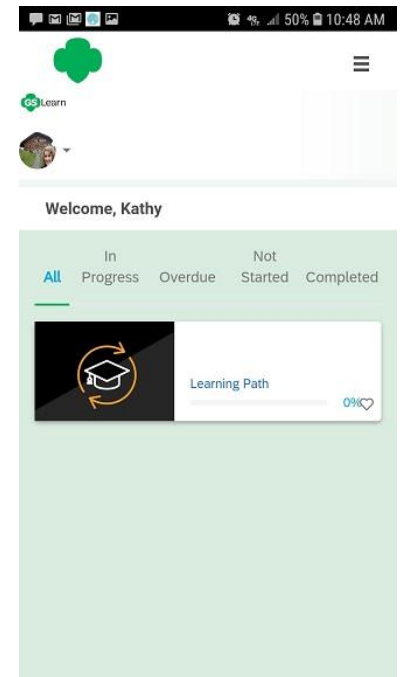 50% 10:48 AM
GS Learn
Welcome, Kathy
All
In Progress
Overdue
Not Started
Completed
Learning Path
0%